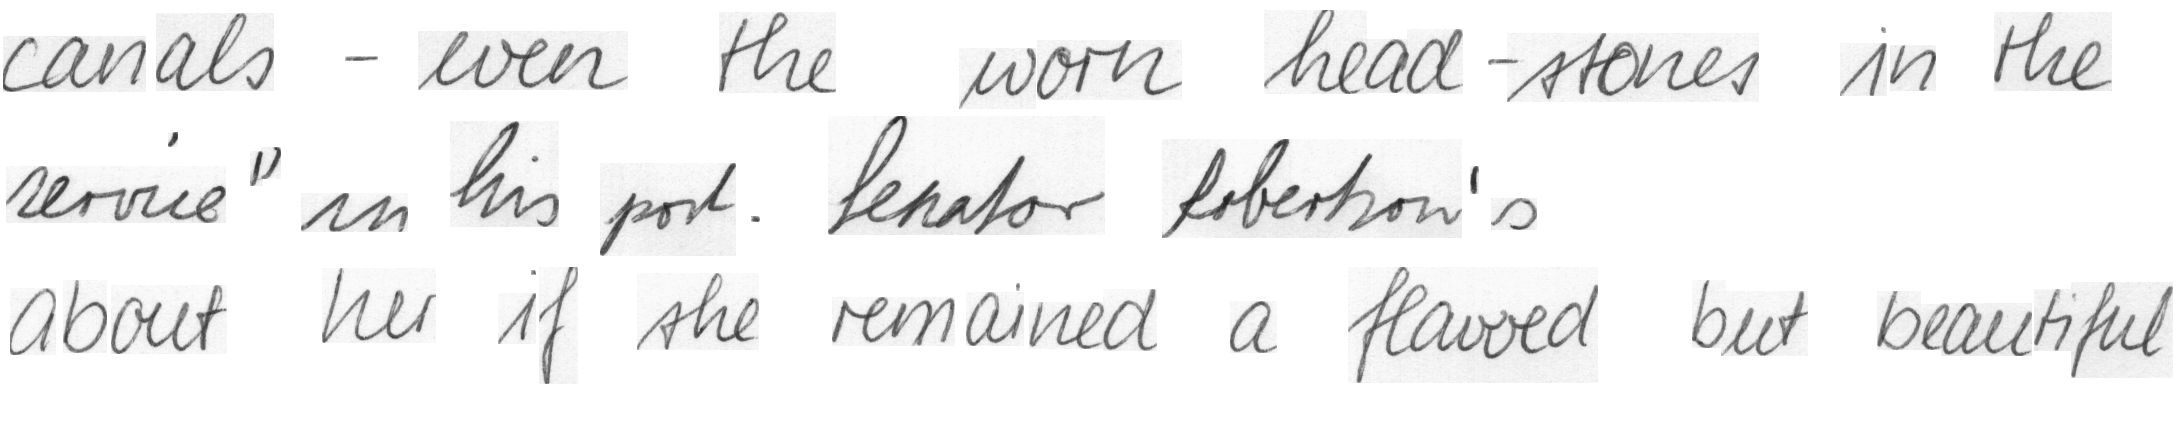 canals - even the worn head-stones in the
service" in his post. Senator Robertson's
about her if she remained a flawed but beautiful